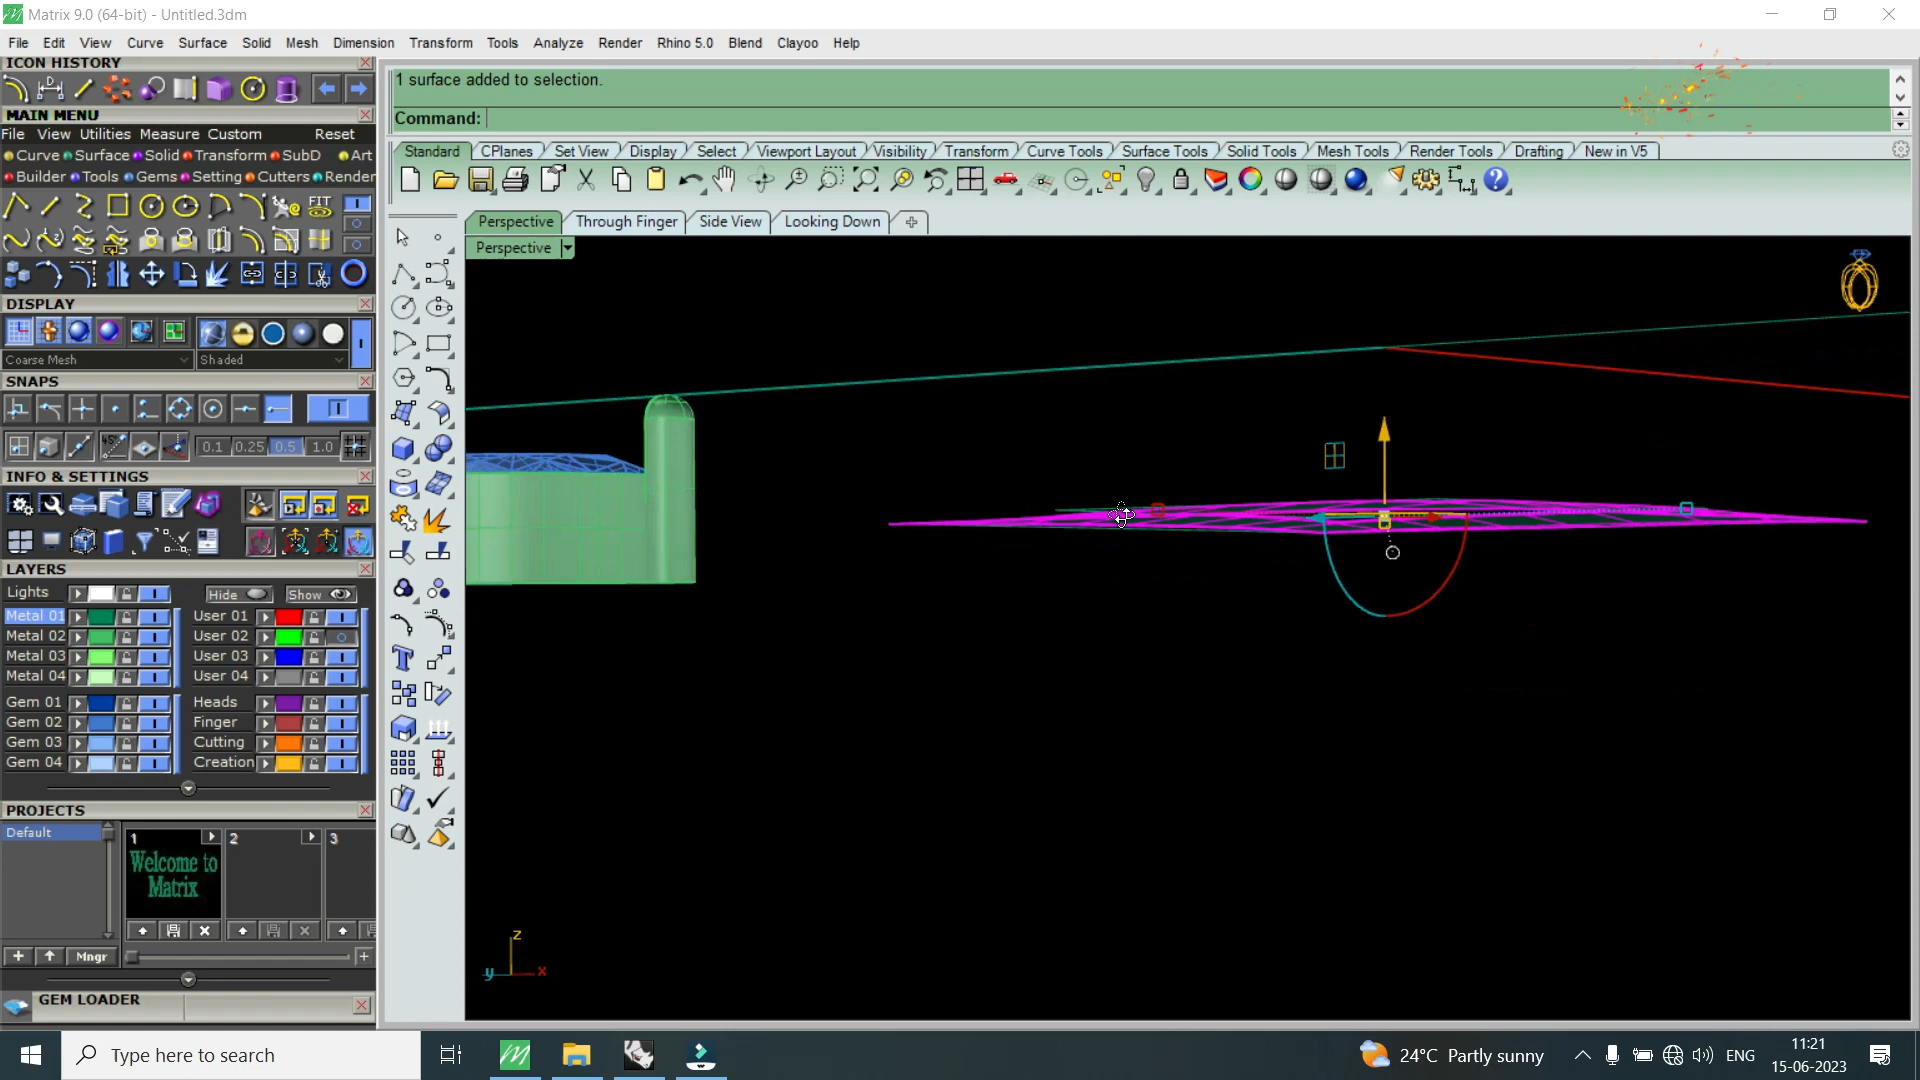 Matrix 9.0 (64-bit) - Untitled.3dm
File Edit View Curve Surface Solid Mesh Dimension Transform Tools Analyze Render Rhino 5.0 Blend Clayoo Help
ICON HISTORY
MAIN MENU
File View Utilities Measure Custom Reset
Curve Surface Solid Transform SubD Art
Builder Tools Gems Setting Cutters Render
FIT
DISPLAY
Coarse Mesh Shaded
SNAPS
45° 0.1 0.25 0.5 1.0
INFO & SETTINGS
LAYERS
Lights Hide Show
Metal 01 User 01
Metal 02 User 02
Metal 03 User 03
Metal 04 User 04
Gem 01 Heads
Gem 02 Finger
Gem 03 Cutting
Gem 04 Creation
PROJECTS
Default
1 2 3
Welcome to
Matrix
Mngr
GEM LOADER
1 surface added to selection.
Command:
Standard CPlanes Set View Display Select Viewport Layout Visibility Transform Curve Tools Surface Tools Solid Tools Mesh Tools Render Tools Drafting New in V5
Perspective Through Finger Side View Looking Down
Perspective
z
y x
Type here to search
24°C Partly sunny
ENG
11:21
15-06-2023